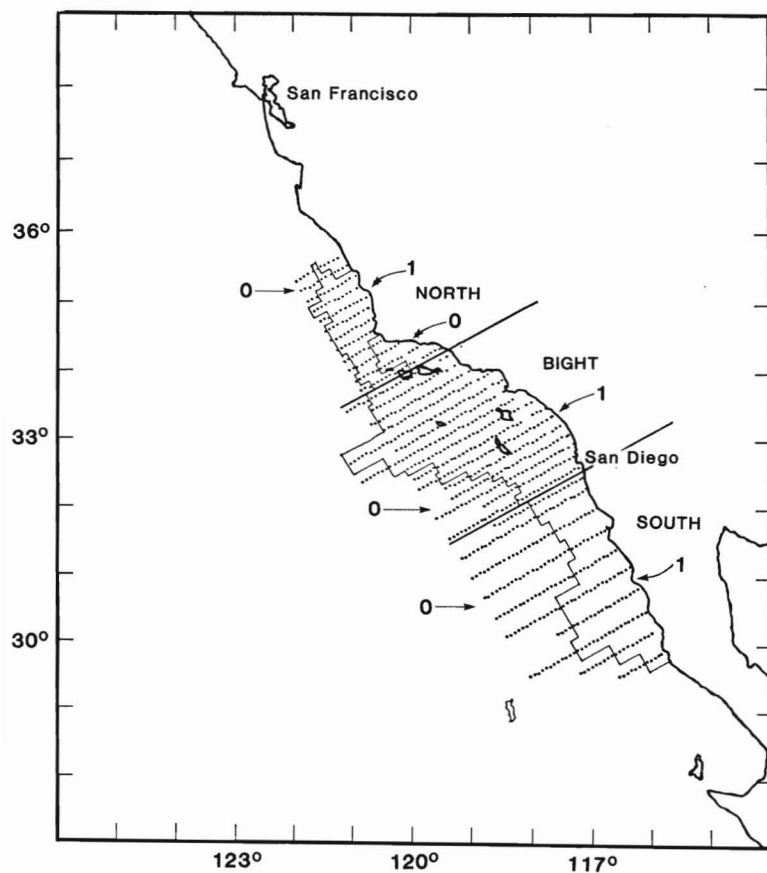 San Francisco
36°
0
1
NORTH
0
BIGHT
1
33°
San Diego
0
SOUTH
1
0
30°
123°
120°
117°